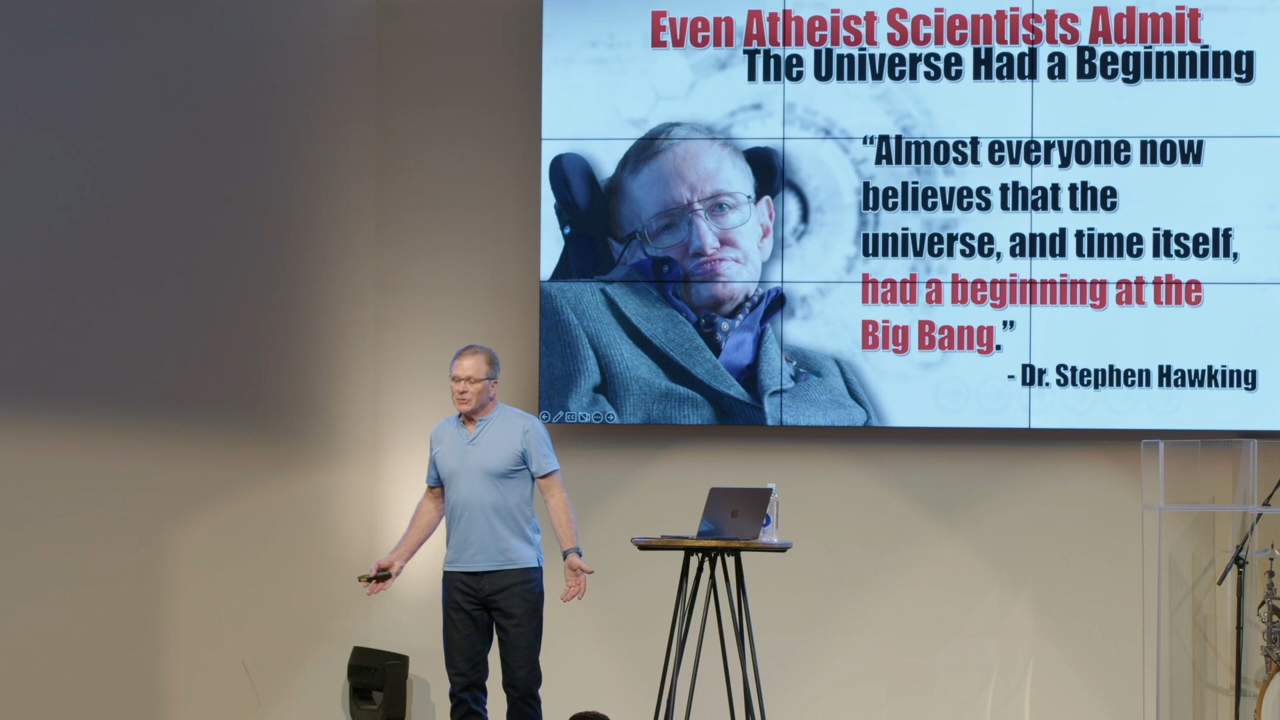 Even Atheist Scientists Admit
The Universe Had a Beginning
“Almost everyone now
believes that the
universe, and time itself,
had a beginning at the
Big Bang.”
- Dr. Stephen Hawking